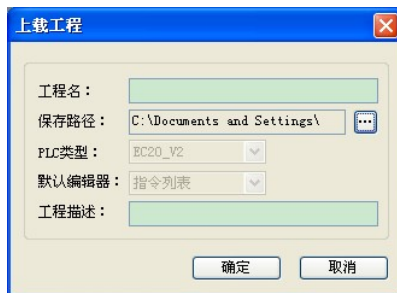 上载工程
工程名：
保存路径： C:\Documents and Settings\ ...
PLC类型： EC20_V2
默认编辑器： 指令列表
工程描述：
确定 取消